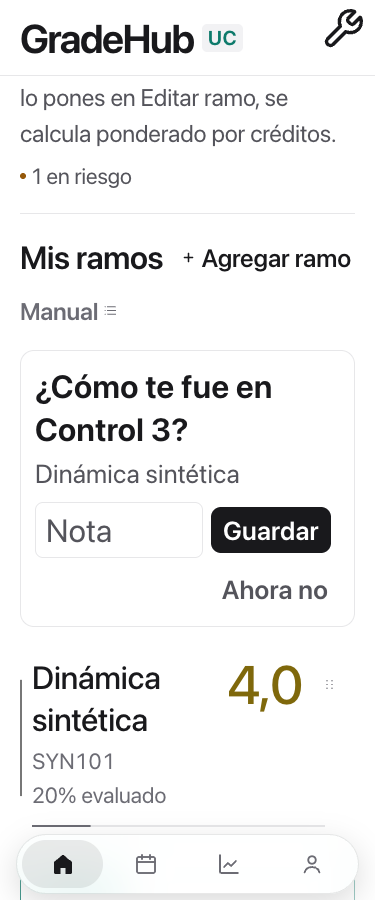 GradeHub UC
lo pones en Editar ramo, se
calcula ponderado por créditos.
• 1 en riesgo
Mis ramos + Agregar ramo
Manual
¿Cómo te fue en
Control 3?
Dinámica sintética
Nota Guardar
Ahora no
Dinámica 4,0
sintética
SYN101
20% evaluado